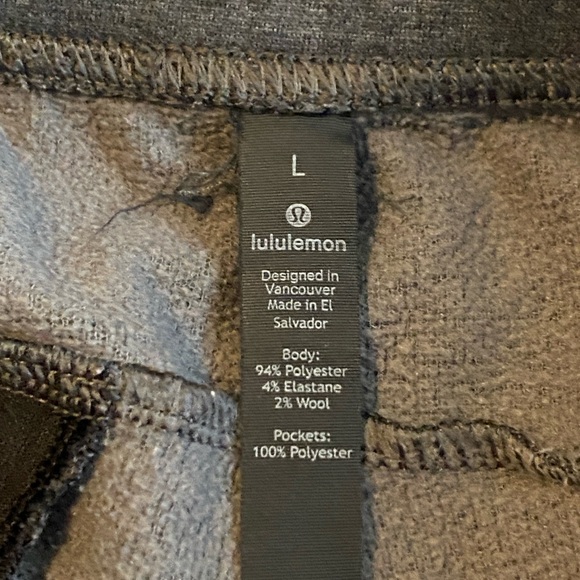 L
lululemon
Designed in
Vancouver
Made in El
Salvador
Body:
94% Polyester
4% Elastane
2% Wool
Pockets:
100% Polyester